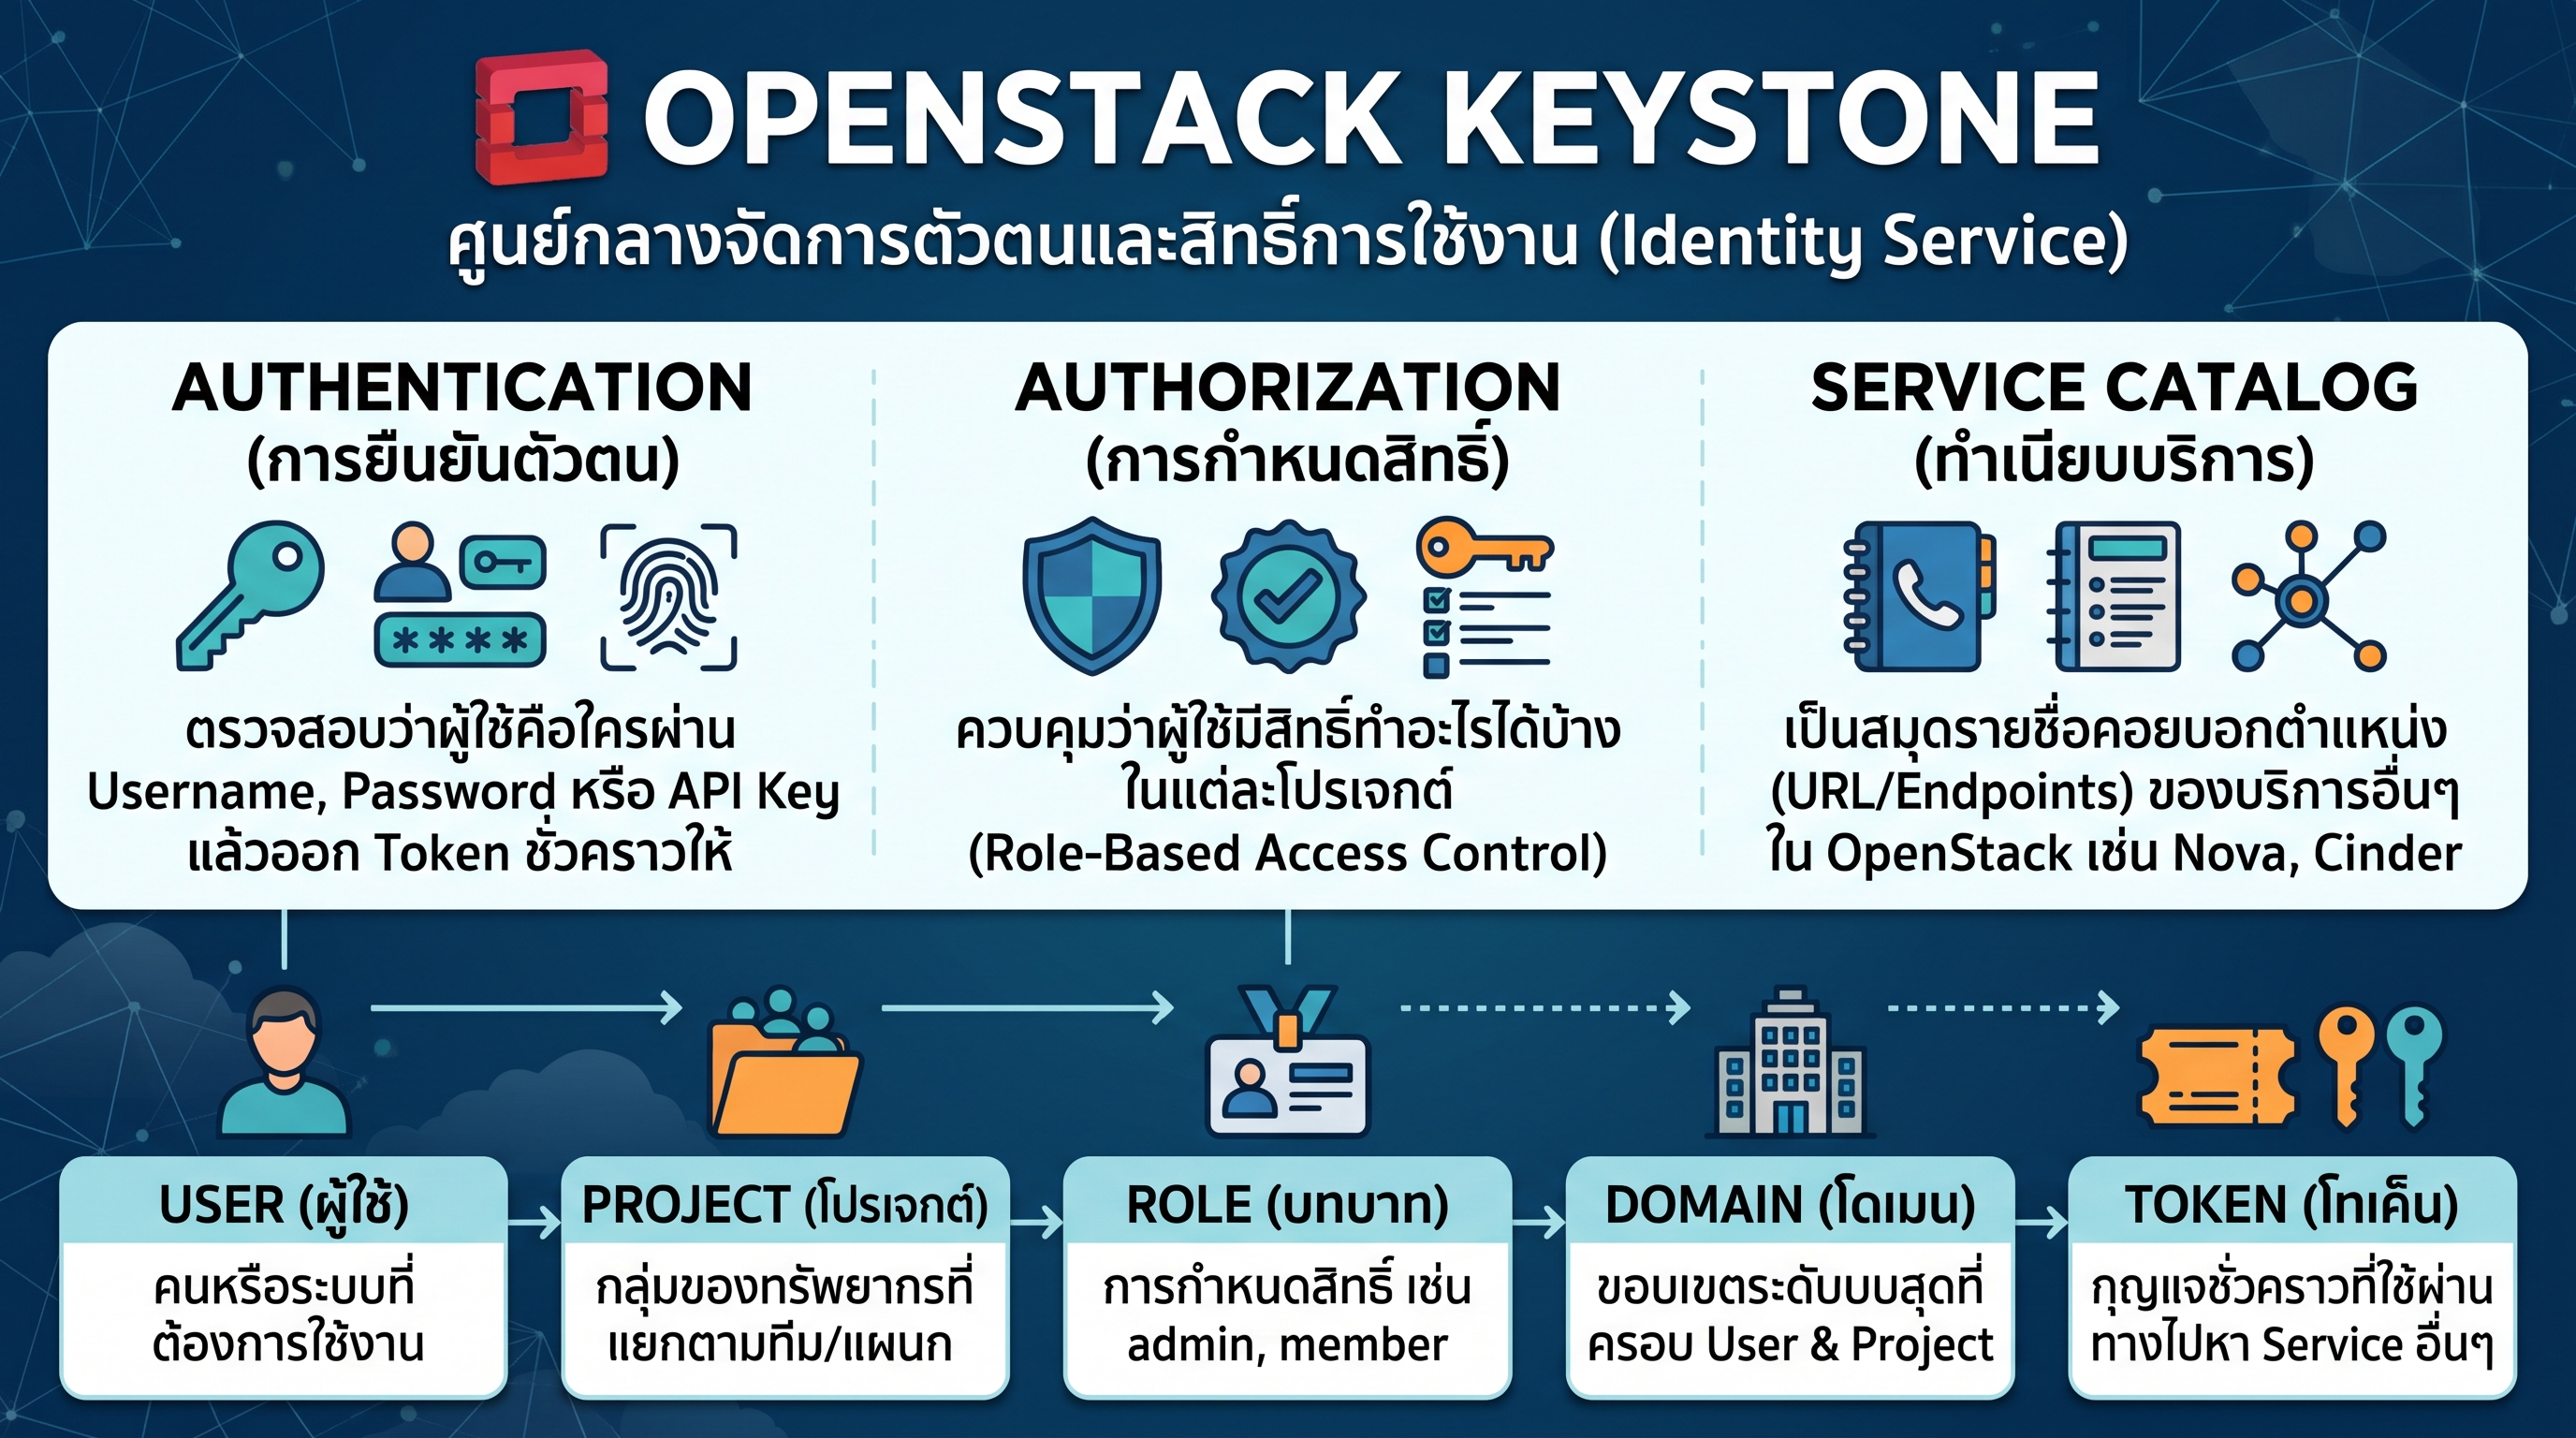 OPENSTACK KEYSTONE
ศูนย์กลางจัดการตัวตนและสิทธิ์การใช้งาน (Identity Service)
AUTHENTICATION
(การยืนยันตัวตน)
* * * *
ตรวจสอบว่าผู้ใช้คือใครผ่าน
Username, Password หรือ API Key
แล้วออก Token ชั่วคราวให้
AUTHORIZATION
(การกำหนดสิทธิ์)
ควบคุมว่าผู้ใช้มีสิทธิ์ทำอะไรได้บ้าง
ในแต่ละโปรเจกต์
(Role-Based Access Control)
SERVICE CATALOG
(ทำเนียบบริการ)
เป็นสมุดรายชื่อคอยบอกตำแหน่ง
(URL/Endpoints) ของบริการอื่นๆ
ใน OpenStack เช่น Nova, Cinder
USER (ผู้ใช้)
คนหรือระบบที่
ต้องการใช้งาน
PROJECT (โปรเจกต์)
กลุ่มของทรัพยากรที่
แยกตามทีม/แผนก
ROLE (บทบาท)
การกำหนดสิทธิ์ เช่น
admin, member
DOMAIN (โดเมน)
ขอบเขตระดับบบสุดที่
ครอบ User & Project
TOKEN (โทเค็น)
กุญแจชั่วคราวที่ใช้ผ่าน
ทางไปหา Service อื่นๆ